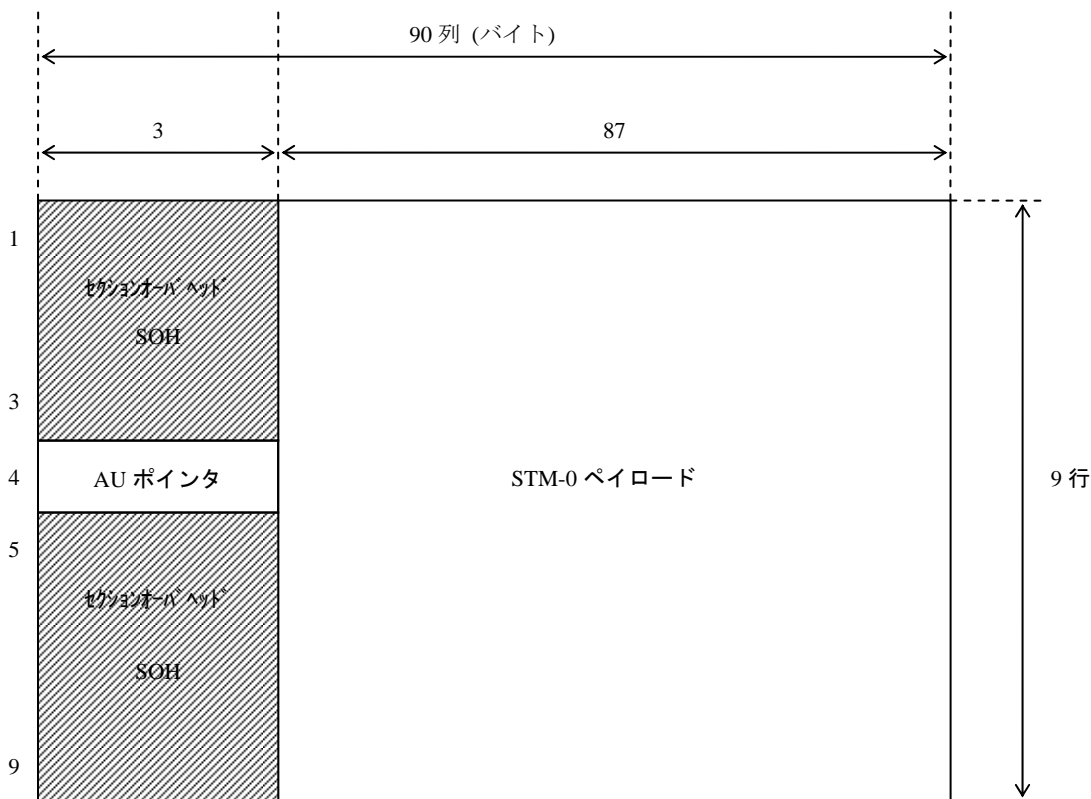 90 列 (バイト)
3
87
1
セクションオーバヘッド
SOH
3
4
AU ポインタ
STM-0 ペイロード
9 行
5
セクションオーバヘッド
SOH
9